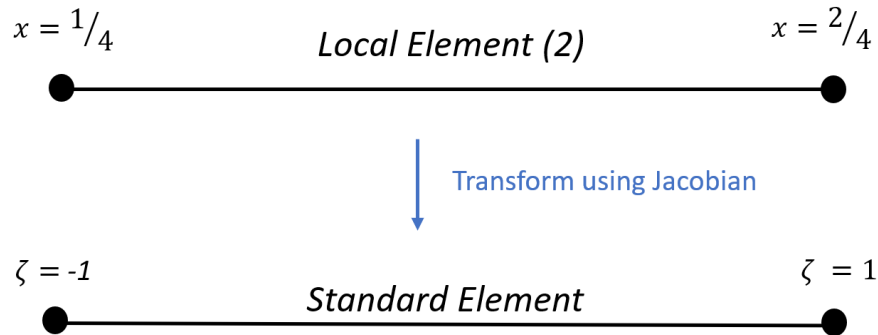 x = 1/4
Local Element (2)
x = 2/4
Transform using Jacobian
ζ = -1
Standard Element
ζ = 1